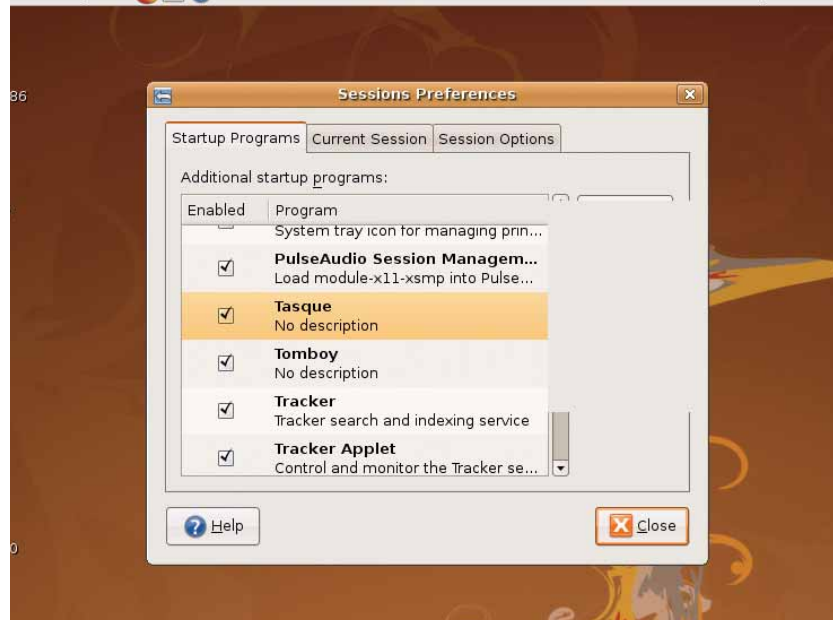 86
Sessions Preferences
Startup Programs Current Session Session Options
Additional startup programs:
Enabled Program
System tray icon for managing prin...
PulseAudio Session Managem...
Load module-x11-xsmp into Pulse...
Tasque
No description
Tomboy
No description
Tracker
Tracker search and indexing service
Tracker Applet
Control and monitor the Tracker se...
Help
Close
0